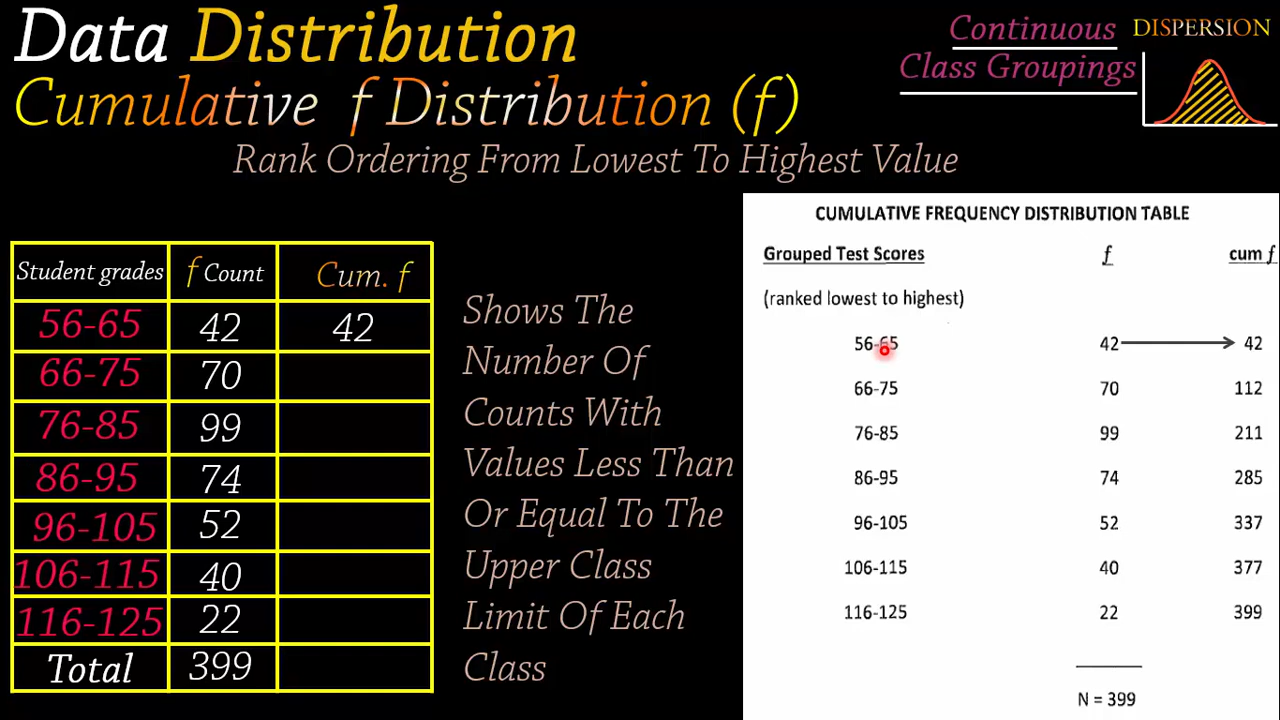 Data Distribution
Cumulative f Distribution (f)
Rank Ordering From Lowest To Highest Value
Continuous
Class Groupings
DISPERSION
Student grades f Count Cum. f
56-65 42 42
66-75 70
76-85 99
86-95 74
96-105 52
106-115 40
116-125 22
Total 399
Shows The
Number Of
Counts With
Values Less Than
Or Equal To The
Upper Class
Limit Of Each
Class
CUMULATIVE FREQUENCY DISTRIBUTION TABLE
Grouped Test Scores f cum f
(ranked lowest to highest)
56-65 42 42
66-75 70 112
76-85 99 211
86-95 74 285
96-105 52 337
106-115 40 377
116-125 22 399
N = 399